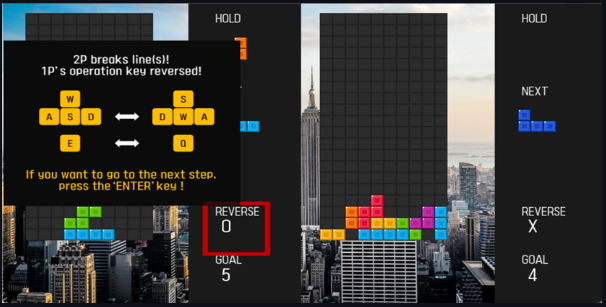 HOLD
HOLD
2P breaks line(s)!
1P's operation key reversed!
W
A S D
E
S
D W A
Q
If you want to go to the next step.
press the 'ENTER' key !
NEXT
REVERSE
O
GOAL
5
REVERSE
X
GOAL
4